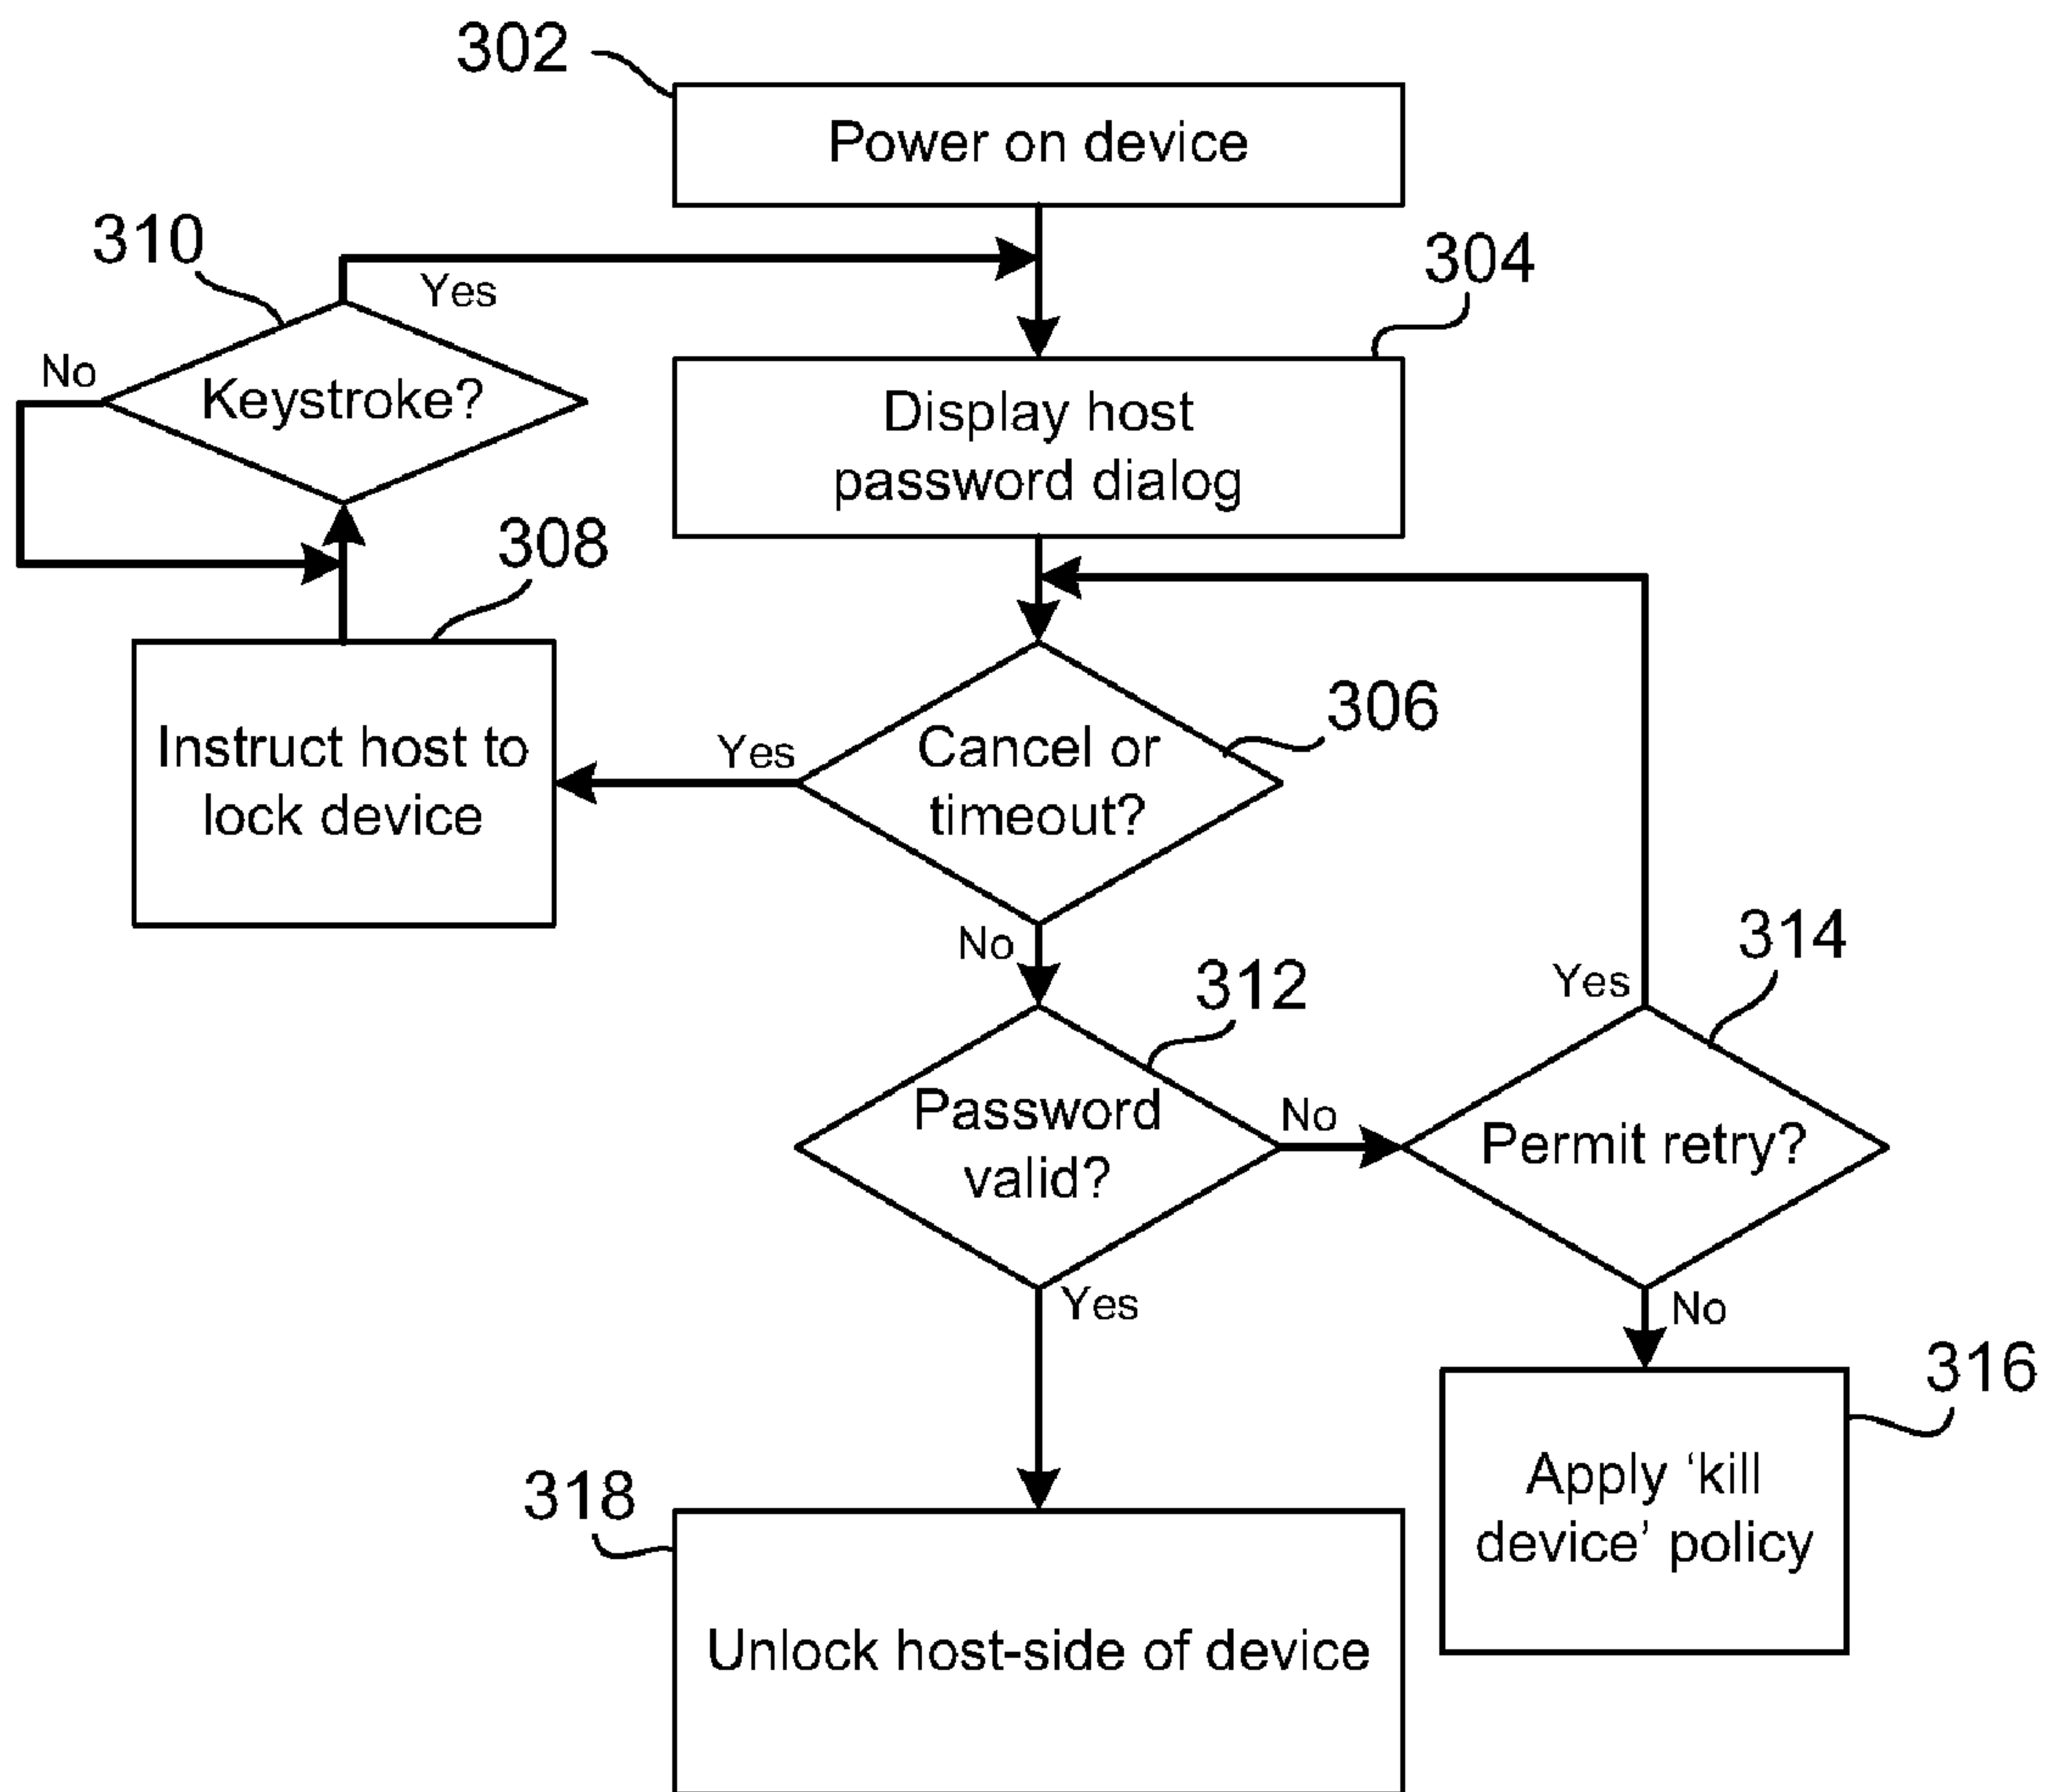 302
Power on device
310
Yes
304
No
Keystroke?
Display host
password dialog
308
306
Instruct host to
lock device
Yes
Cancel or
timeout?
No
312
314
Yes
Password
valid?
No
Permit retry?
Yes
No
316
318
Apply ‘kill
device’ policy
Unlock host-side of device